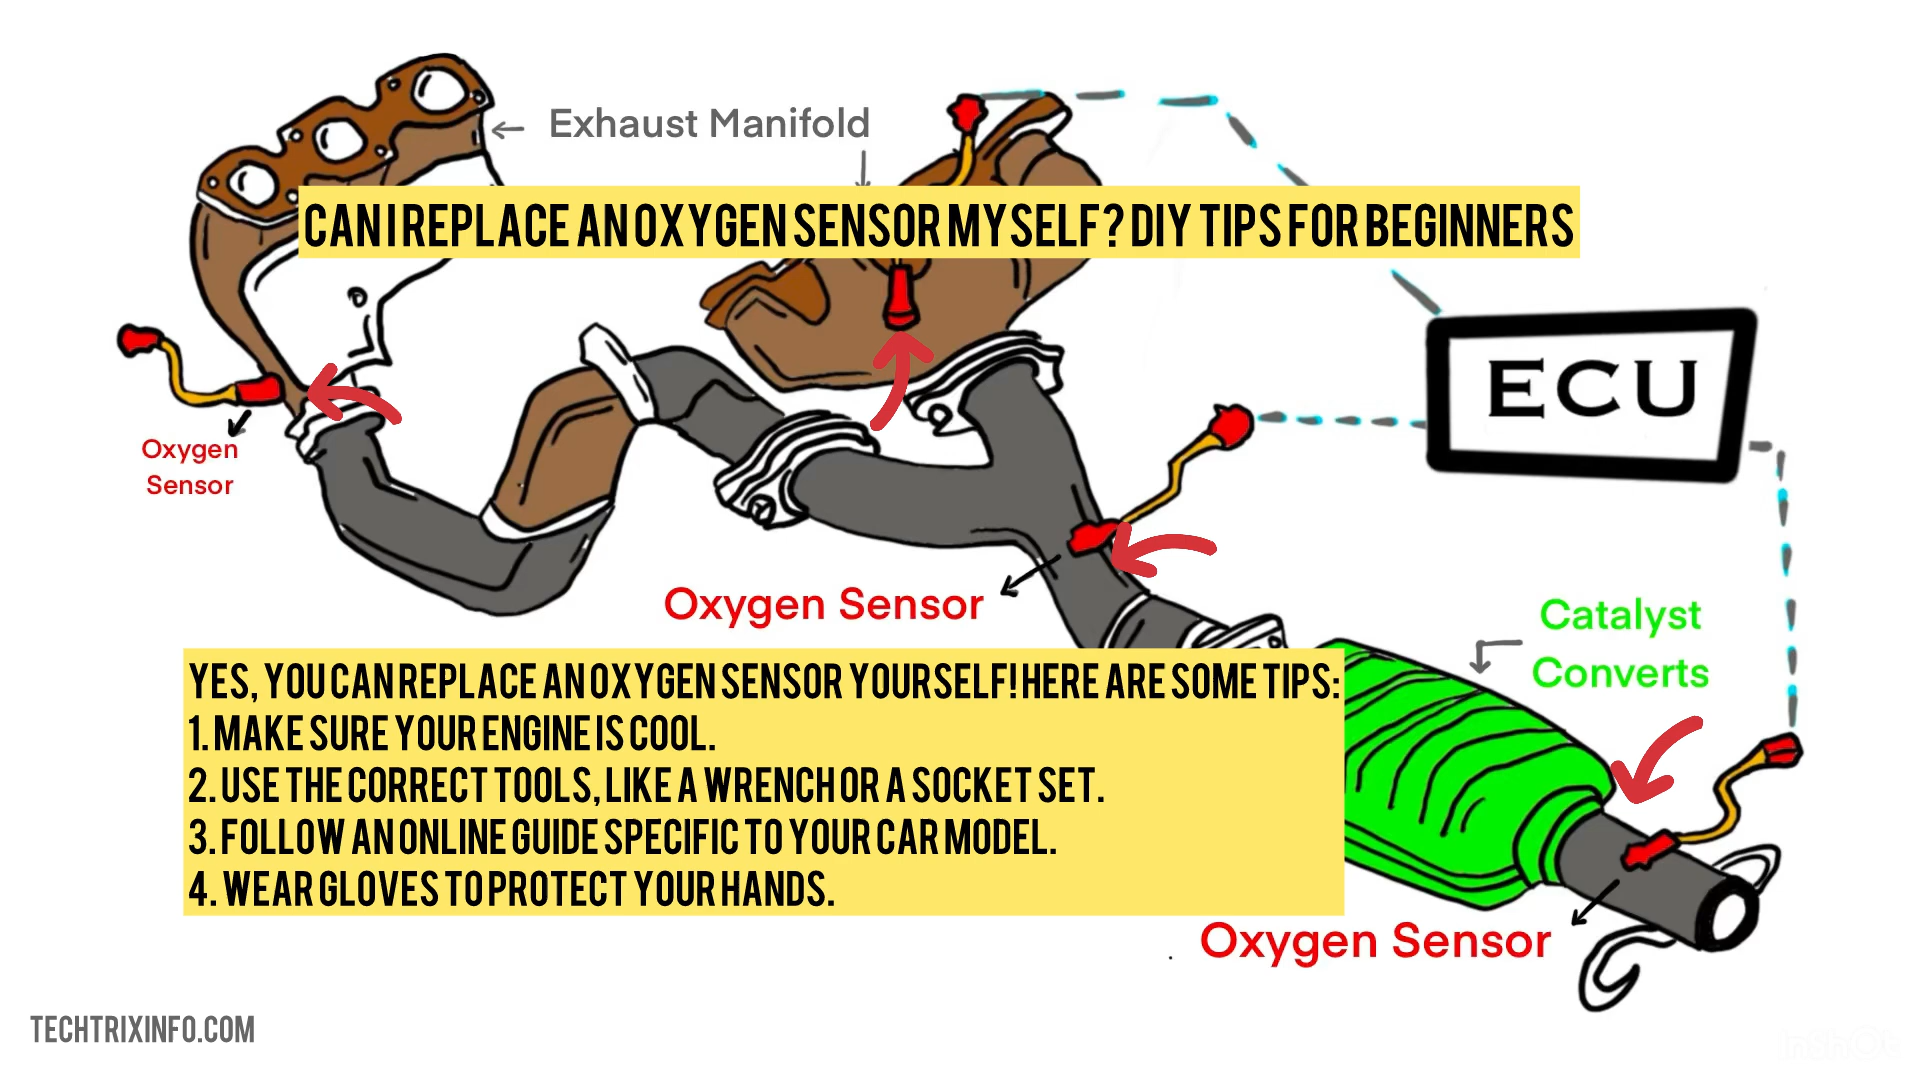 Exhaust Manifold
CAN I REPLACE AN OXYGEN SENSOR MYSELF? DIY TIPS FOR BEGINNERS
ECU
Oxygen
Sensor
Oxygen Sensor
Catalyst
Converts
YES, YOU CAN REPLACE AN OXYGEN SENSOR YOURSELF! HERE ARE SOME TIPS:
1. MAKE SURE YOUR ENGINE IS COOL.
2. USE THE CORRECT TOOLS, LIKE A WRENCH OR A SOCKET SET.
3. FOLLOW AN ONLINE GUIDE SPECIFIC TO YOUR CAR MODEL.
4. WEAR GLOVES TO PROTECT YOUR HANDS.
Oxygen Sensor
TECHTRIXINFO.COM
InShOt